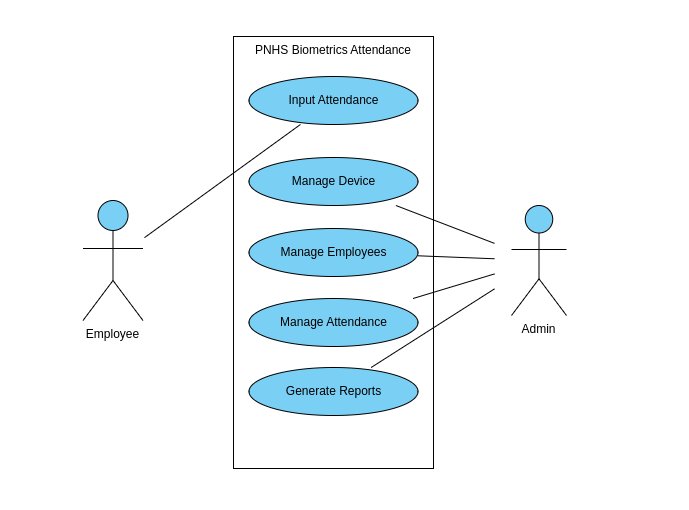 PNHS Biometrics Attendance
Input Attendance
Manage Device
Manage Employees
Manage Attendance
Generate Reports
Employee
Admin